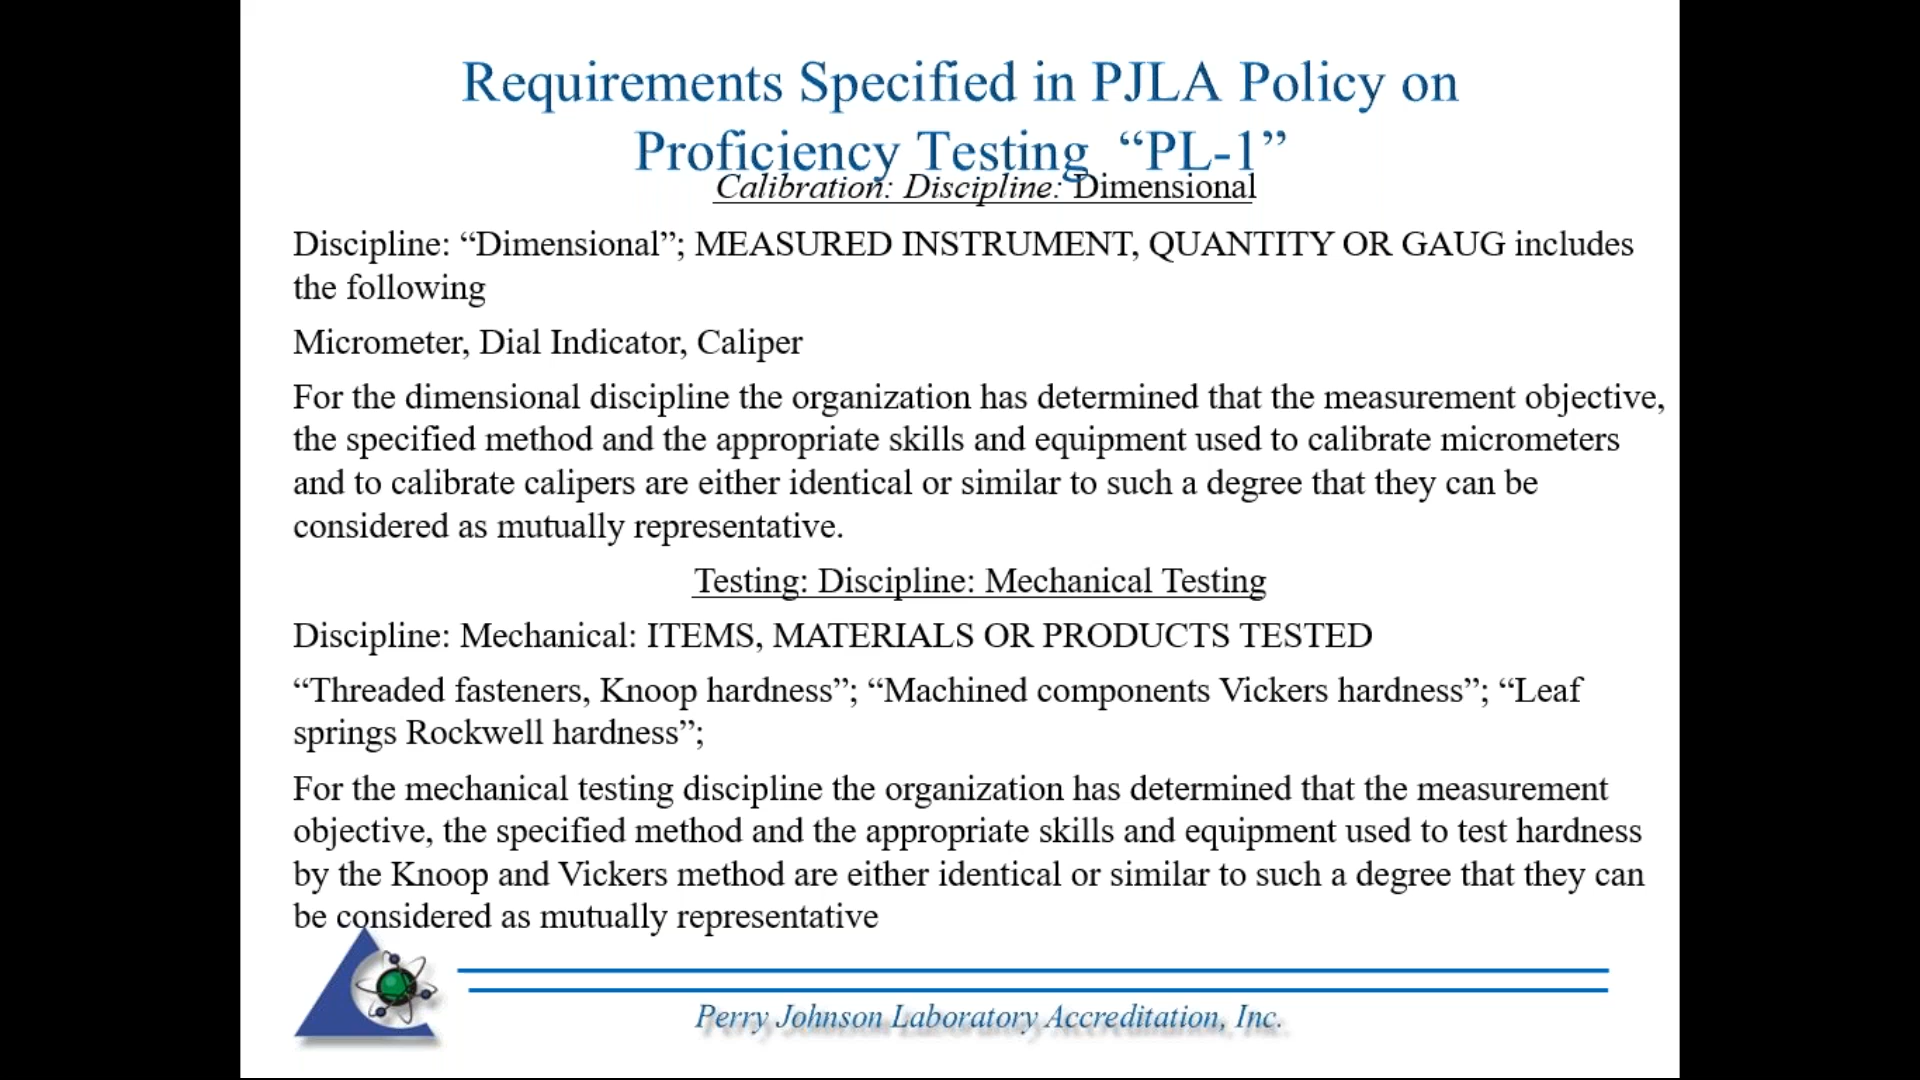 Requirements Specified in PJLA Policy on
Proficiency Testing “PL-1”
Calibration: Discipline: Dimensional
Discipline: “Dimensional”; MEASURED INSTRUMENT, QUANTITY OR GAUG includes
the following
Micrometer, Dial Indicator, Caliper
For the dimensional discipline the organization has determined that the measurement objective,
the specified method and the appropriate skills and equipment used to calibrate micrometers
and to calibrate calipers are either identical or similar to such a degree that they can be
considered as mutually representative.
Testing: Discipline: Mechanical Testing
Discipline: Mechanical: ITEMS, MATERIALS OR PRODUCTS TESTED
“Threaded fasteners, Knoop hardness”; “Machined components Vickers hardness”; “Leaf
springs Rockwell hardness”;
For the mechanical testing discipline the organization has determined that the measurement
objective, the specified method and the appropriate skills and equipment used to test hardness
by the Knoop and Vickers method are either identical or similar to such a degree that they can
be considered as mutually representative
Perry Johnson Laboratory Accreditation, Inc.